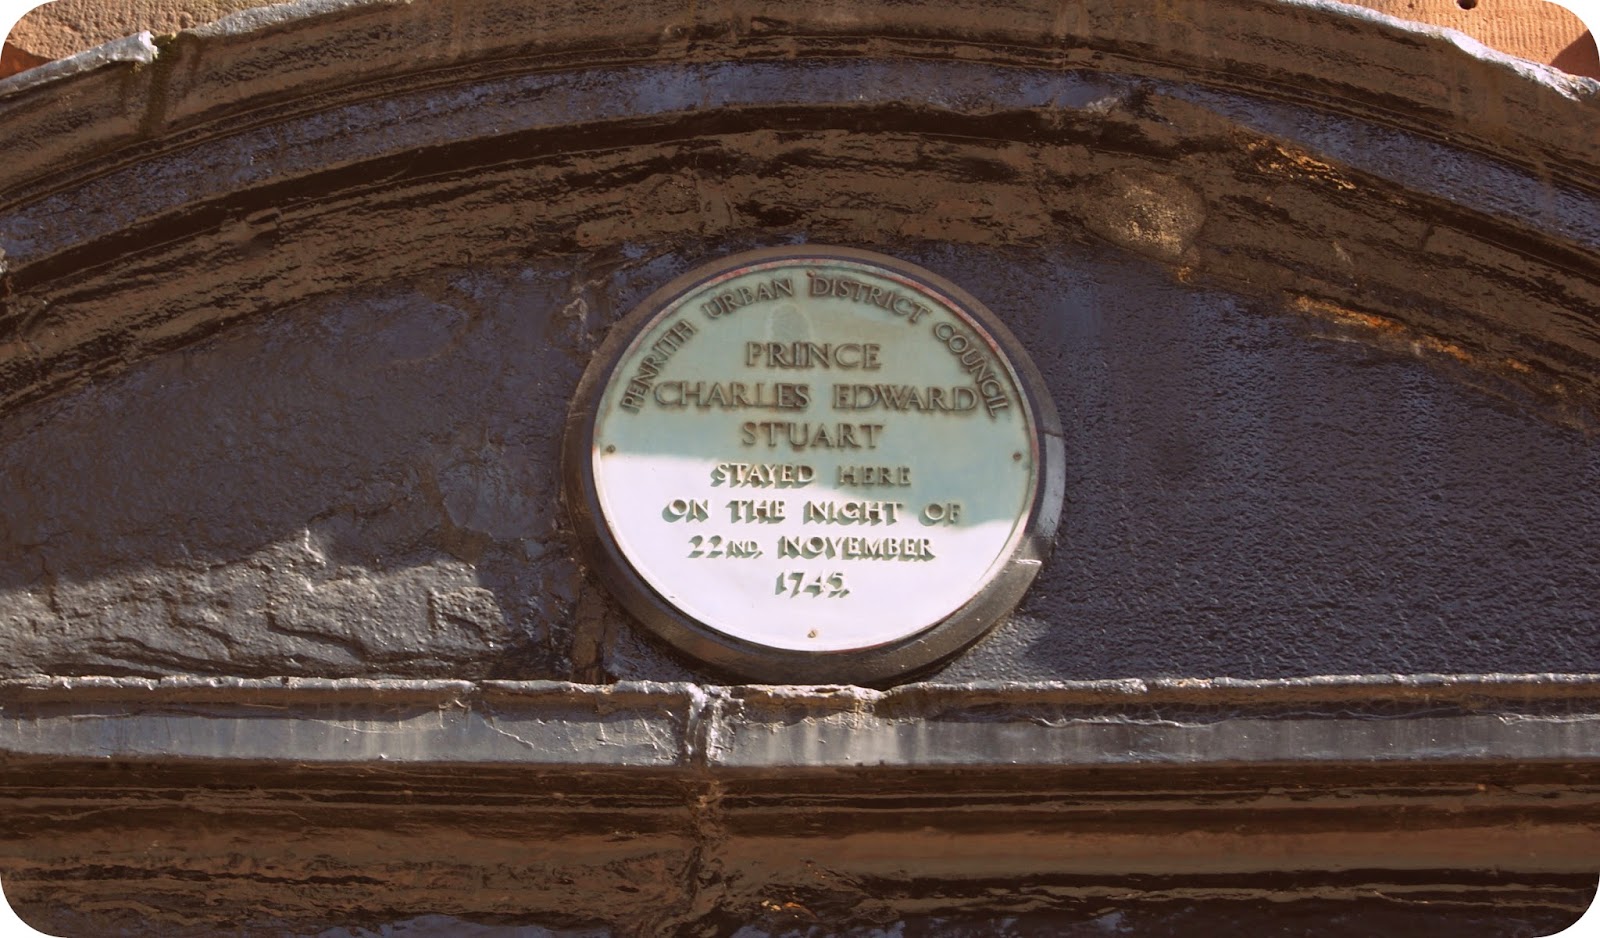 PENRITH URBAN DISTRICT COUNCIL
PRINCE
CHARLES EDWARD
STUART
STAYED HERE
ON THE NIGHT OF
22ND, NOVEMBER
1745.